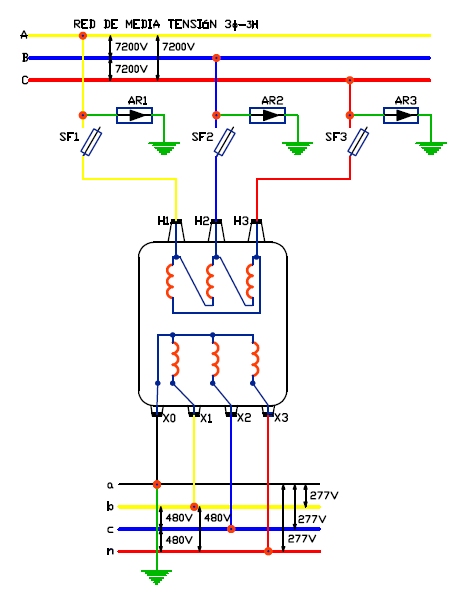 RED DE MEDIA TENSIGN 3ϕ-3H
A
7200V 7200V
B
7200V
C
AR1 AR2 AR3
SF1 SF2 SF3
H1 H2 H3
X0 X1 X2 X3
a
277V
b
480V 480V 277V
c
480V 277V
n